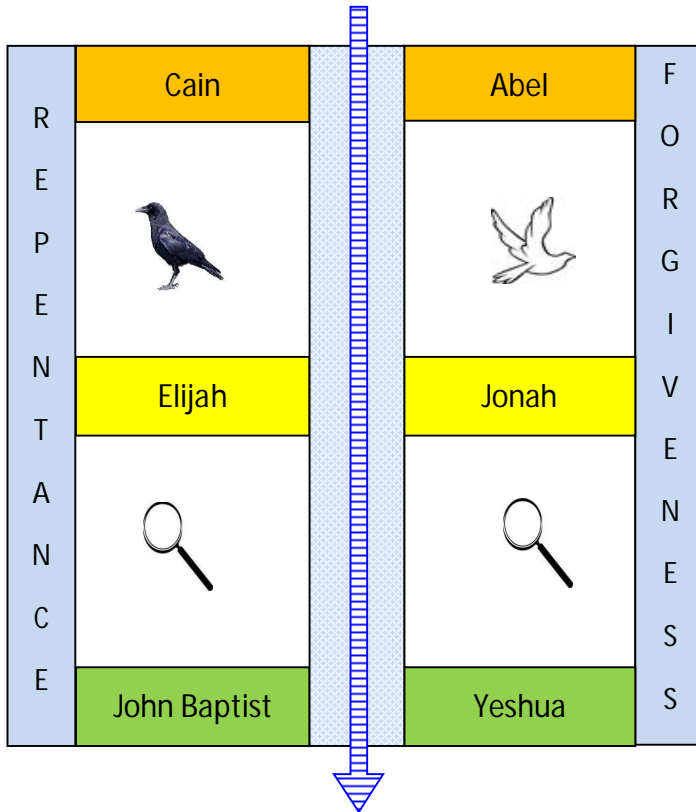 REPENTANCE
Cain
Abel
Elijah
Jonah
John Baptist
Yeshua
FORGIVENESS